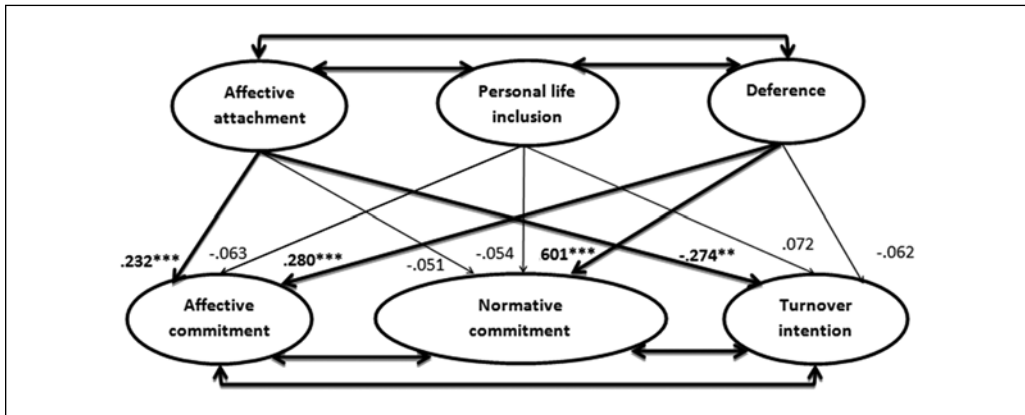 Affective
attachment
Personal life
inclusion
Deference
.232***
-.063
.280***
-.051
-.054
601***
-.274**
.072
-.062
Affective
commitment
Normative
commitment
Turnover
intention